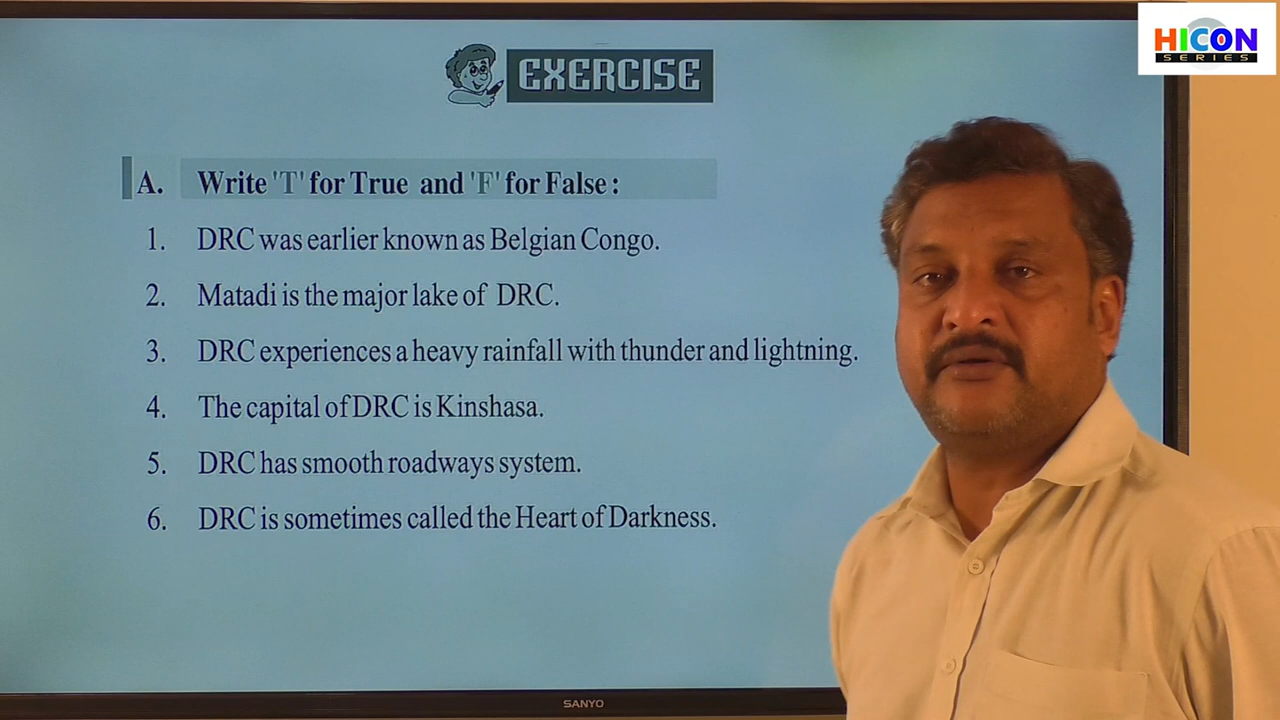 HICON
SERIES
EXERCISE
A. Write 'T' for True and 'F' for False :
1. DRC was earlier known as Belgian Congo.
2. Matadi is the major lake of DRC.
3. DRC experiences a heavy rainfall with thunder and lightning.
4. The capital of DRC is Kinshasa.
5. DRC has smooth roadways system.
6. DRC is sometimes called the Heart of Darkness.
SANYO